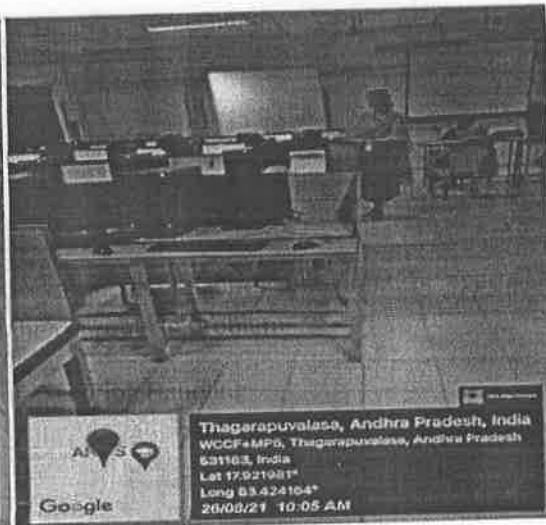 Google
Thagarapuvalasa, Andhra Pradesh, India
WCCF+MP5, Thagarapuvalasa, Andhra Pradesh
531163, India
Lat 17.921981°
Long 83.424164°
26/08/21 10:05 AM